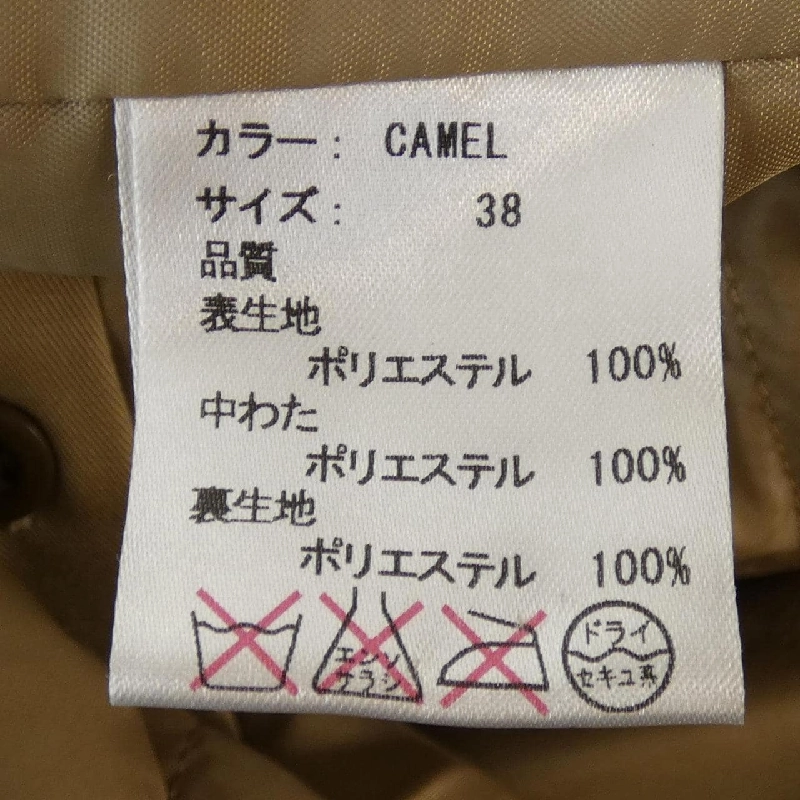 カラー： CAMEL
サイズ： 38
品質
表生地
ポリエステル 100%
中わた
ポリエステル 100%
裏生地
ポリエステル 100%
エンソ
サラシ
ドライ
セキユ系